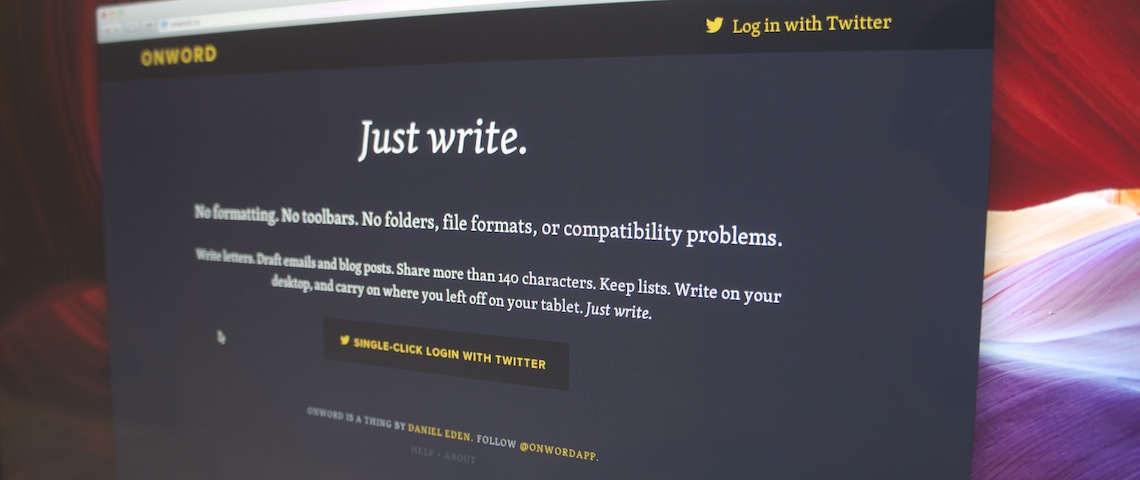 ONWORD
Log in with Twitter
Just write.
No formatting. No toolbars. No folders, file formats, or compatibility problems.
Write letters. Draft emails and blog posts. Share more than 140 characters. Keep lists. Write on your
desktop, and carry on where you left off on your tablet. Just write.
SINGLE-CLICK LOGIN WITH TWITTER
ONWORD IS A THING BY DANIEL EDEN. FOLLOW @ONWORDAPP.
HELP • ABOUT